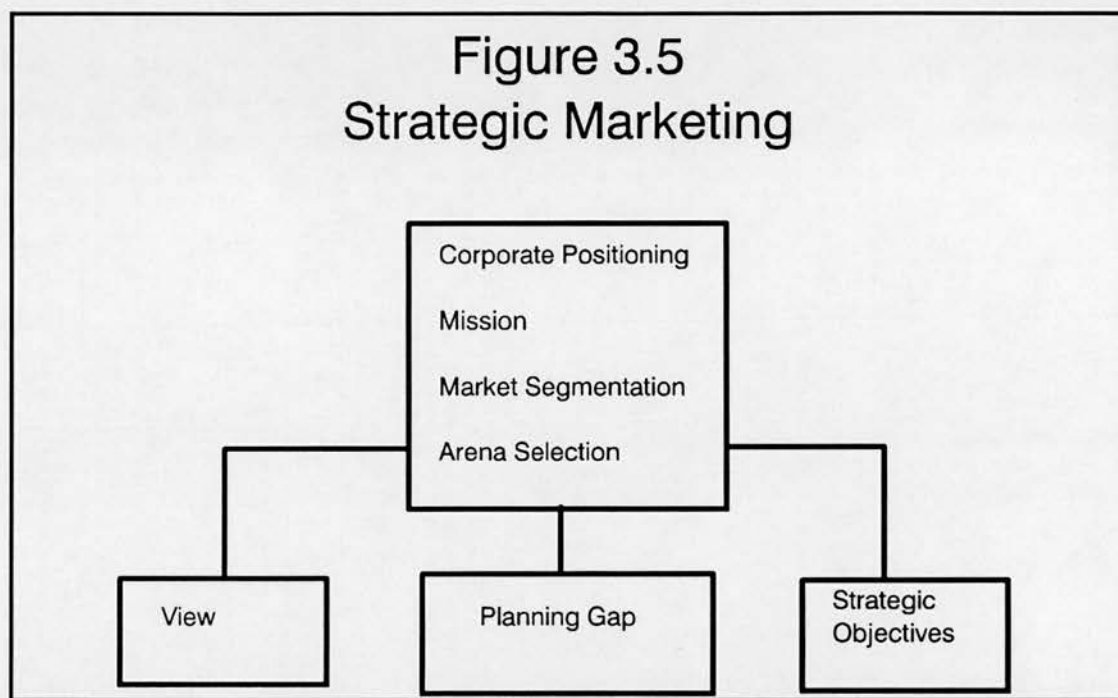 Figure 3.5
Strategic Marketing
Corporate Positioning
Mission
Market Segmentation
Arena Selection
View
Planning Gap
Strategic
Objectives